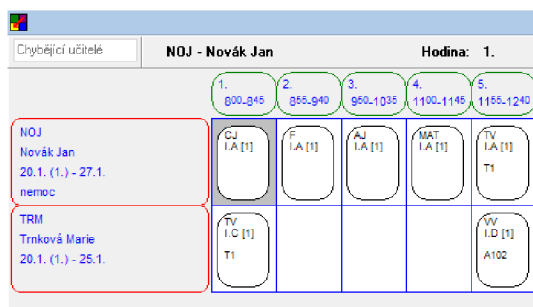 Chybějící učitelé
NOJ - Novák Jan Hodina: 1.
1. 2. 3. 4. 5.
800-845 855-940 950-1035 1100-1145 1155-1240
NOJ
Novák Jan
20.1. (1.) - 27.1.
nemoc
CJ
I.A [1]
F
I.A [1]
AJ
I.A [1]
MAT
I.A [1]
TV
I.A [1]
T1
TRM
Trnková Marie
20.1. (1.) - 25.1.
TV
I.C [1]
T1
VV
I.D [1]
A102